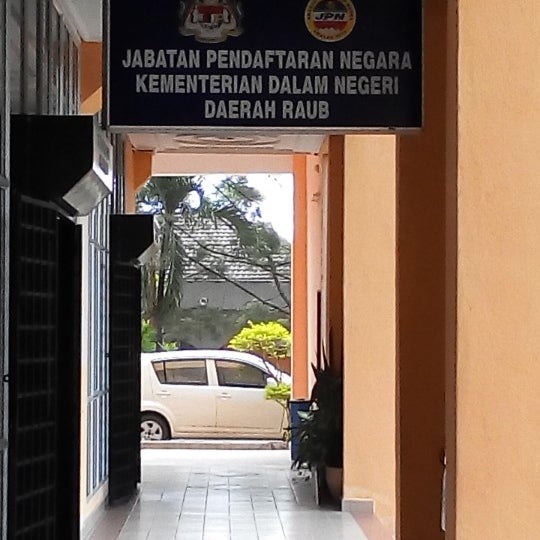 JPN
JABATAN PENDAFTARAN NEGARA
KEMENTERIAN DALAM NEGERI
DAERAH RAUB